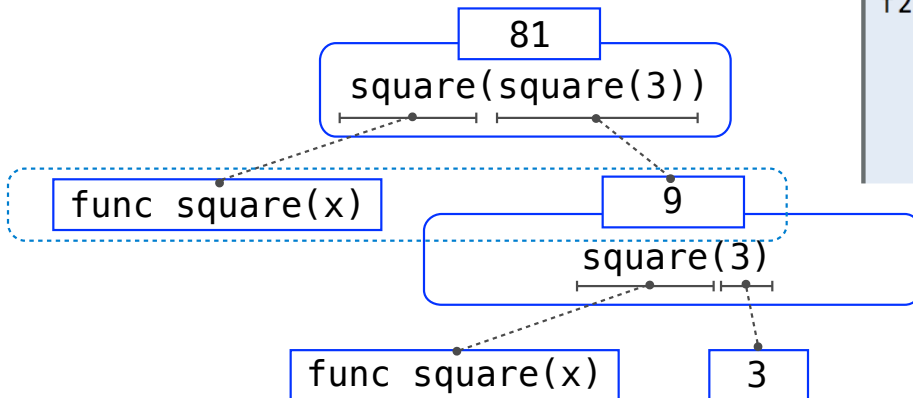 81
square(square(3))
func square(x)
9
square(3)
func square(x)
3